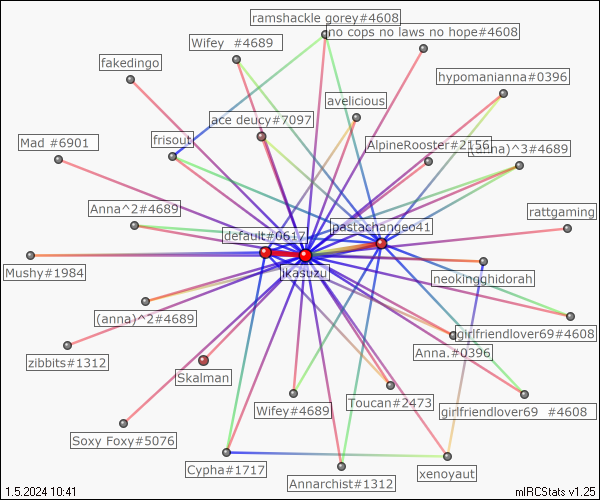 ramshackle gorey#4608
no cops no laws no hope#4608
Wifey  #4689
fakedingo
hypomanianna#0396
avelicious
ace deucy#7097
Mad #6901
frisout
AlpineRooster#2156
(anna)^3#4689
Anna^2#4689
rattgaming
pastachangeo41
default#0617
jkasuzu
Mushy#1984
neokingghidorah
(anna)^2#4689
girlfriendlover69#4608
Anna.#0396
zibbits#1312
Skalman
Toucan#2473
Wifey#4689
girlfriendlover69  #4608
Soxy Foxy#5076
Cypha#1717
xenoyaut
Annarchist#1312
1.5.2024 10:41
mIRCStats v1.25